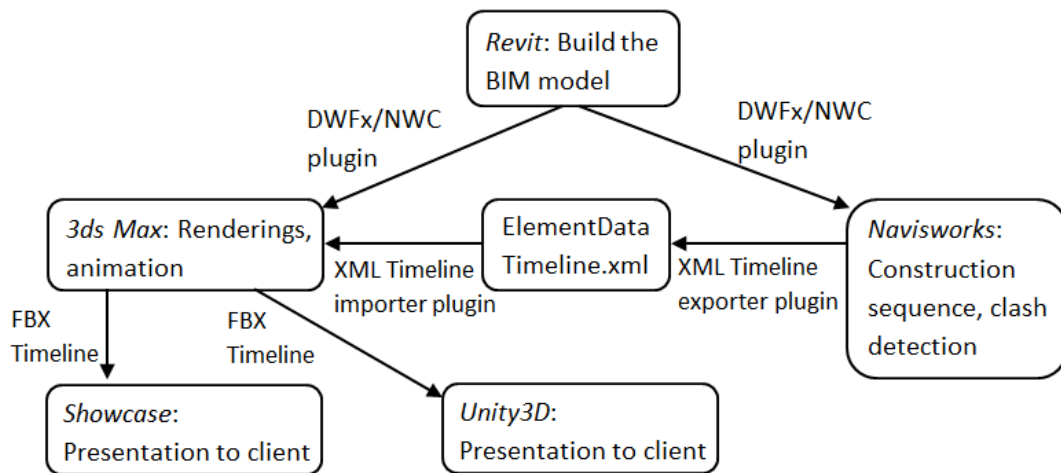 Revit: Build the
BIM model
DWFx/NWC
plugin
DWFx/NWC
plugin
3ds Max: Renderings,
animation
XML Timeline
importer plugin
ElementData
Timeline.xml
XML Timeline
exporter plugin
Navisworks:
Construction
sequence, clash
detection
FBX
Timeline
FBX
Timeline
Showcase:
Presentation to client
Unity3D:
Presentation to client